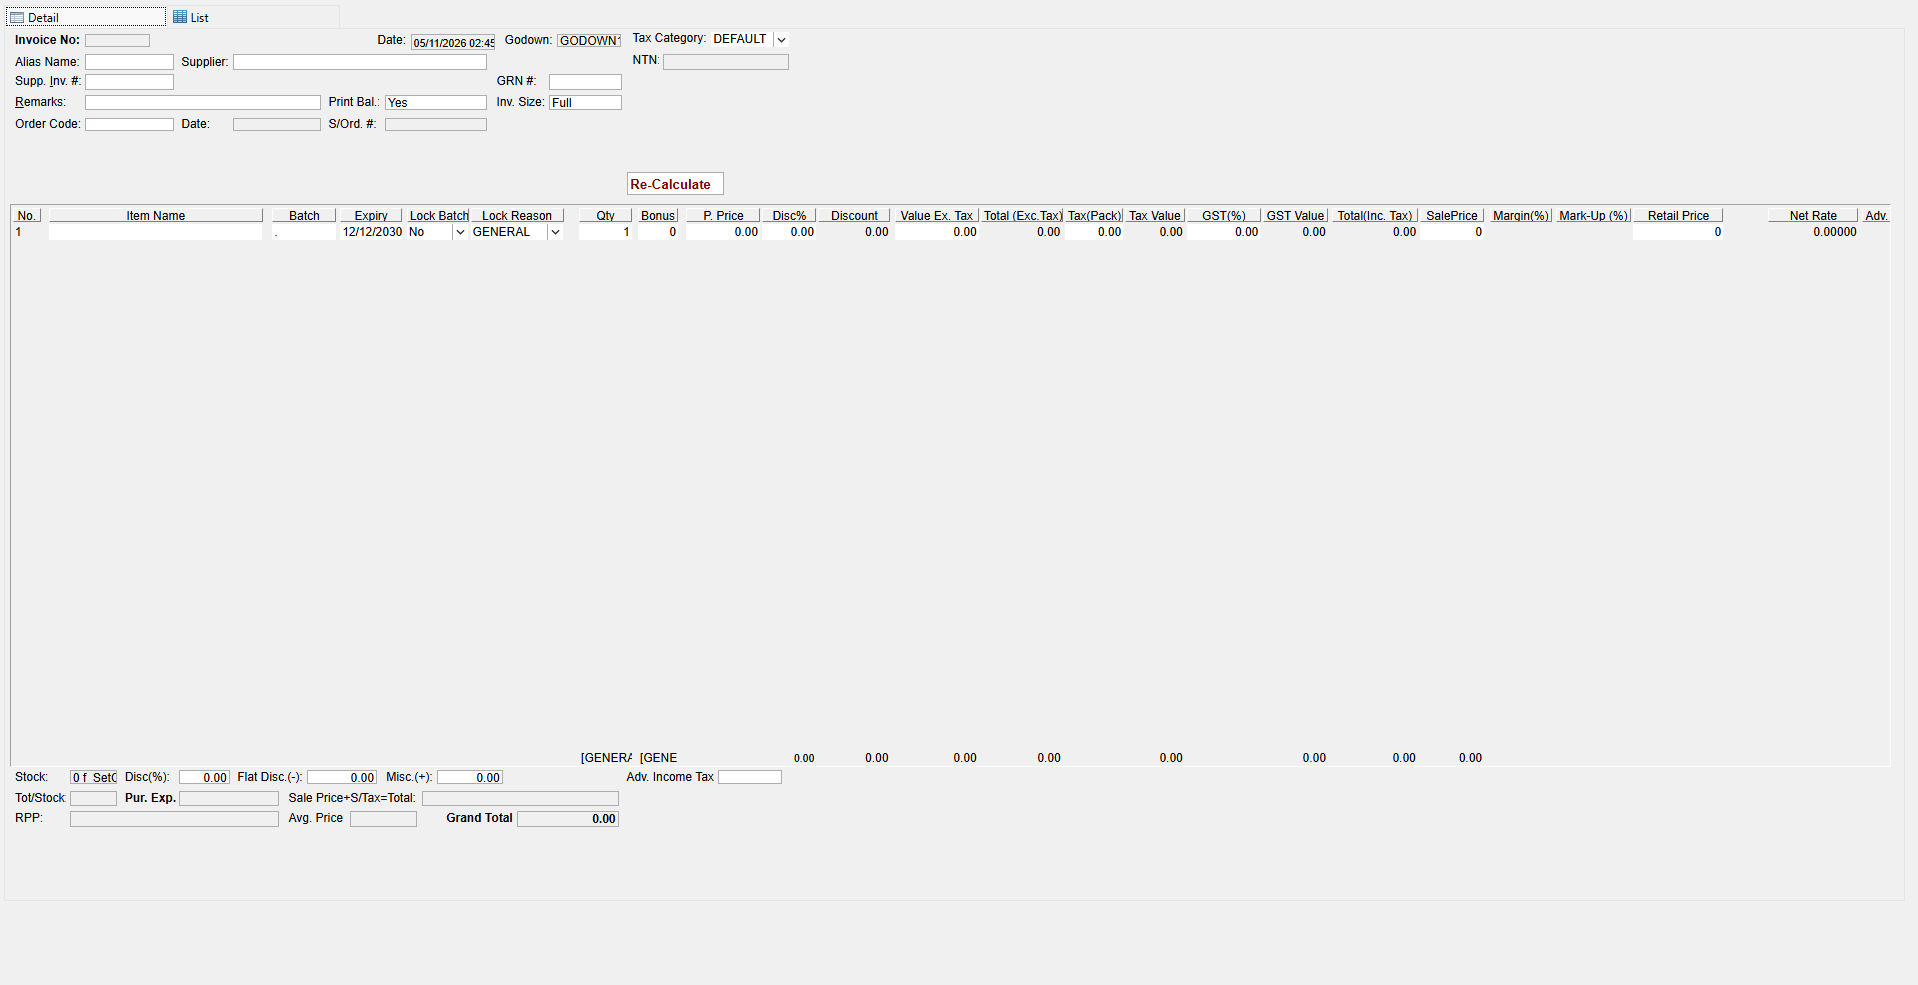 Detail List
Invoice No: Date: 05/11/2026 02:45 Godown: GODOWN1 Tax Category: DEFAULT
Alias Name: Supplier: NTN:
Supp. Inv. #: GRN #:
Remarks: Print Bal.: Yes Inv. Size: Full
Order Code: Date: S/Ord. #:
Re-Calculate
No. Item Name Batch Expiry Lock Batch Lock Reason Qty Bonus P. Price Disc% Discount Value Ex. Tax Total (Exc.Tax) Tax(Pack) Tax Value GST(%) GST Value Total(Inc. Tax) SalePrice Margin(%) Mark-Up (%) Retail Price Net Rate Adv.
1 . 12/12/2030 No GENERAL 1 0 0.00 0.00 0.00 0.00 0.00 0.00 0.00 0.00 0.00 0.00 0 0 0.00000
[GENERA [GENE 0.00 0.00 0.00 0.00 0.00 0.00 0.00 0.00
Stock: 0 f SetC Disc(%): 0.00 Flat Disc.(-): 0.00 Misc.(+): 0.00 Adv. Income Tax
Tot/Stock Pur. Exp. Sale Price+S/Tax=Total:
RPP: Avg. Price Grand Total 0.00